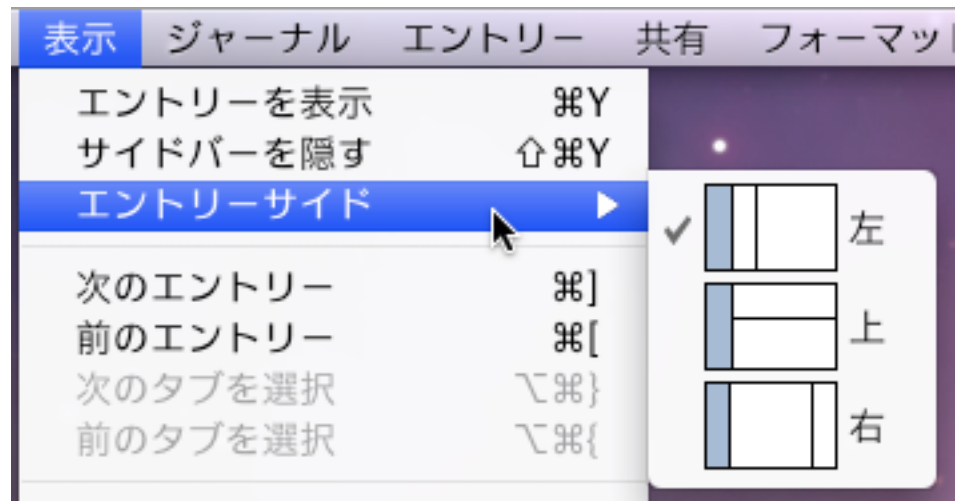 表示 ジャーナル エントリー 共有 フォーマッ
エントリーを表示 ⌘Y
サイドバーを隠す ⇧⌘Y
エントリーサイド ▶
✓ 左
上
右
次のエントリー ⌘]
前のエントリー ⌘[
次のタブを選択 ⌥⌘}
前のタブを選択 ⌥⌘{